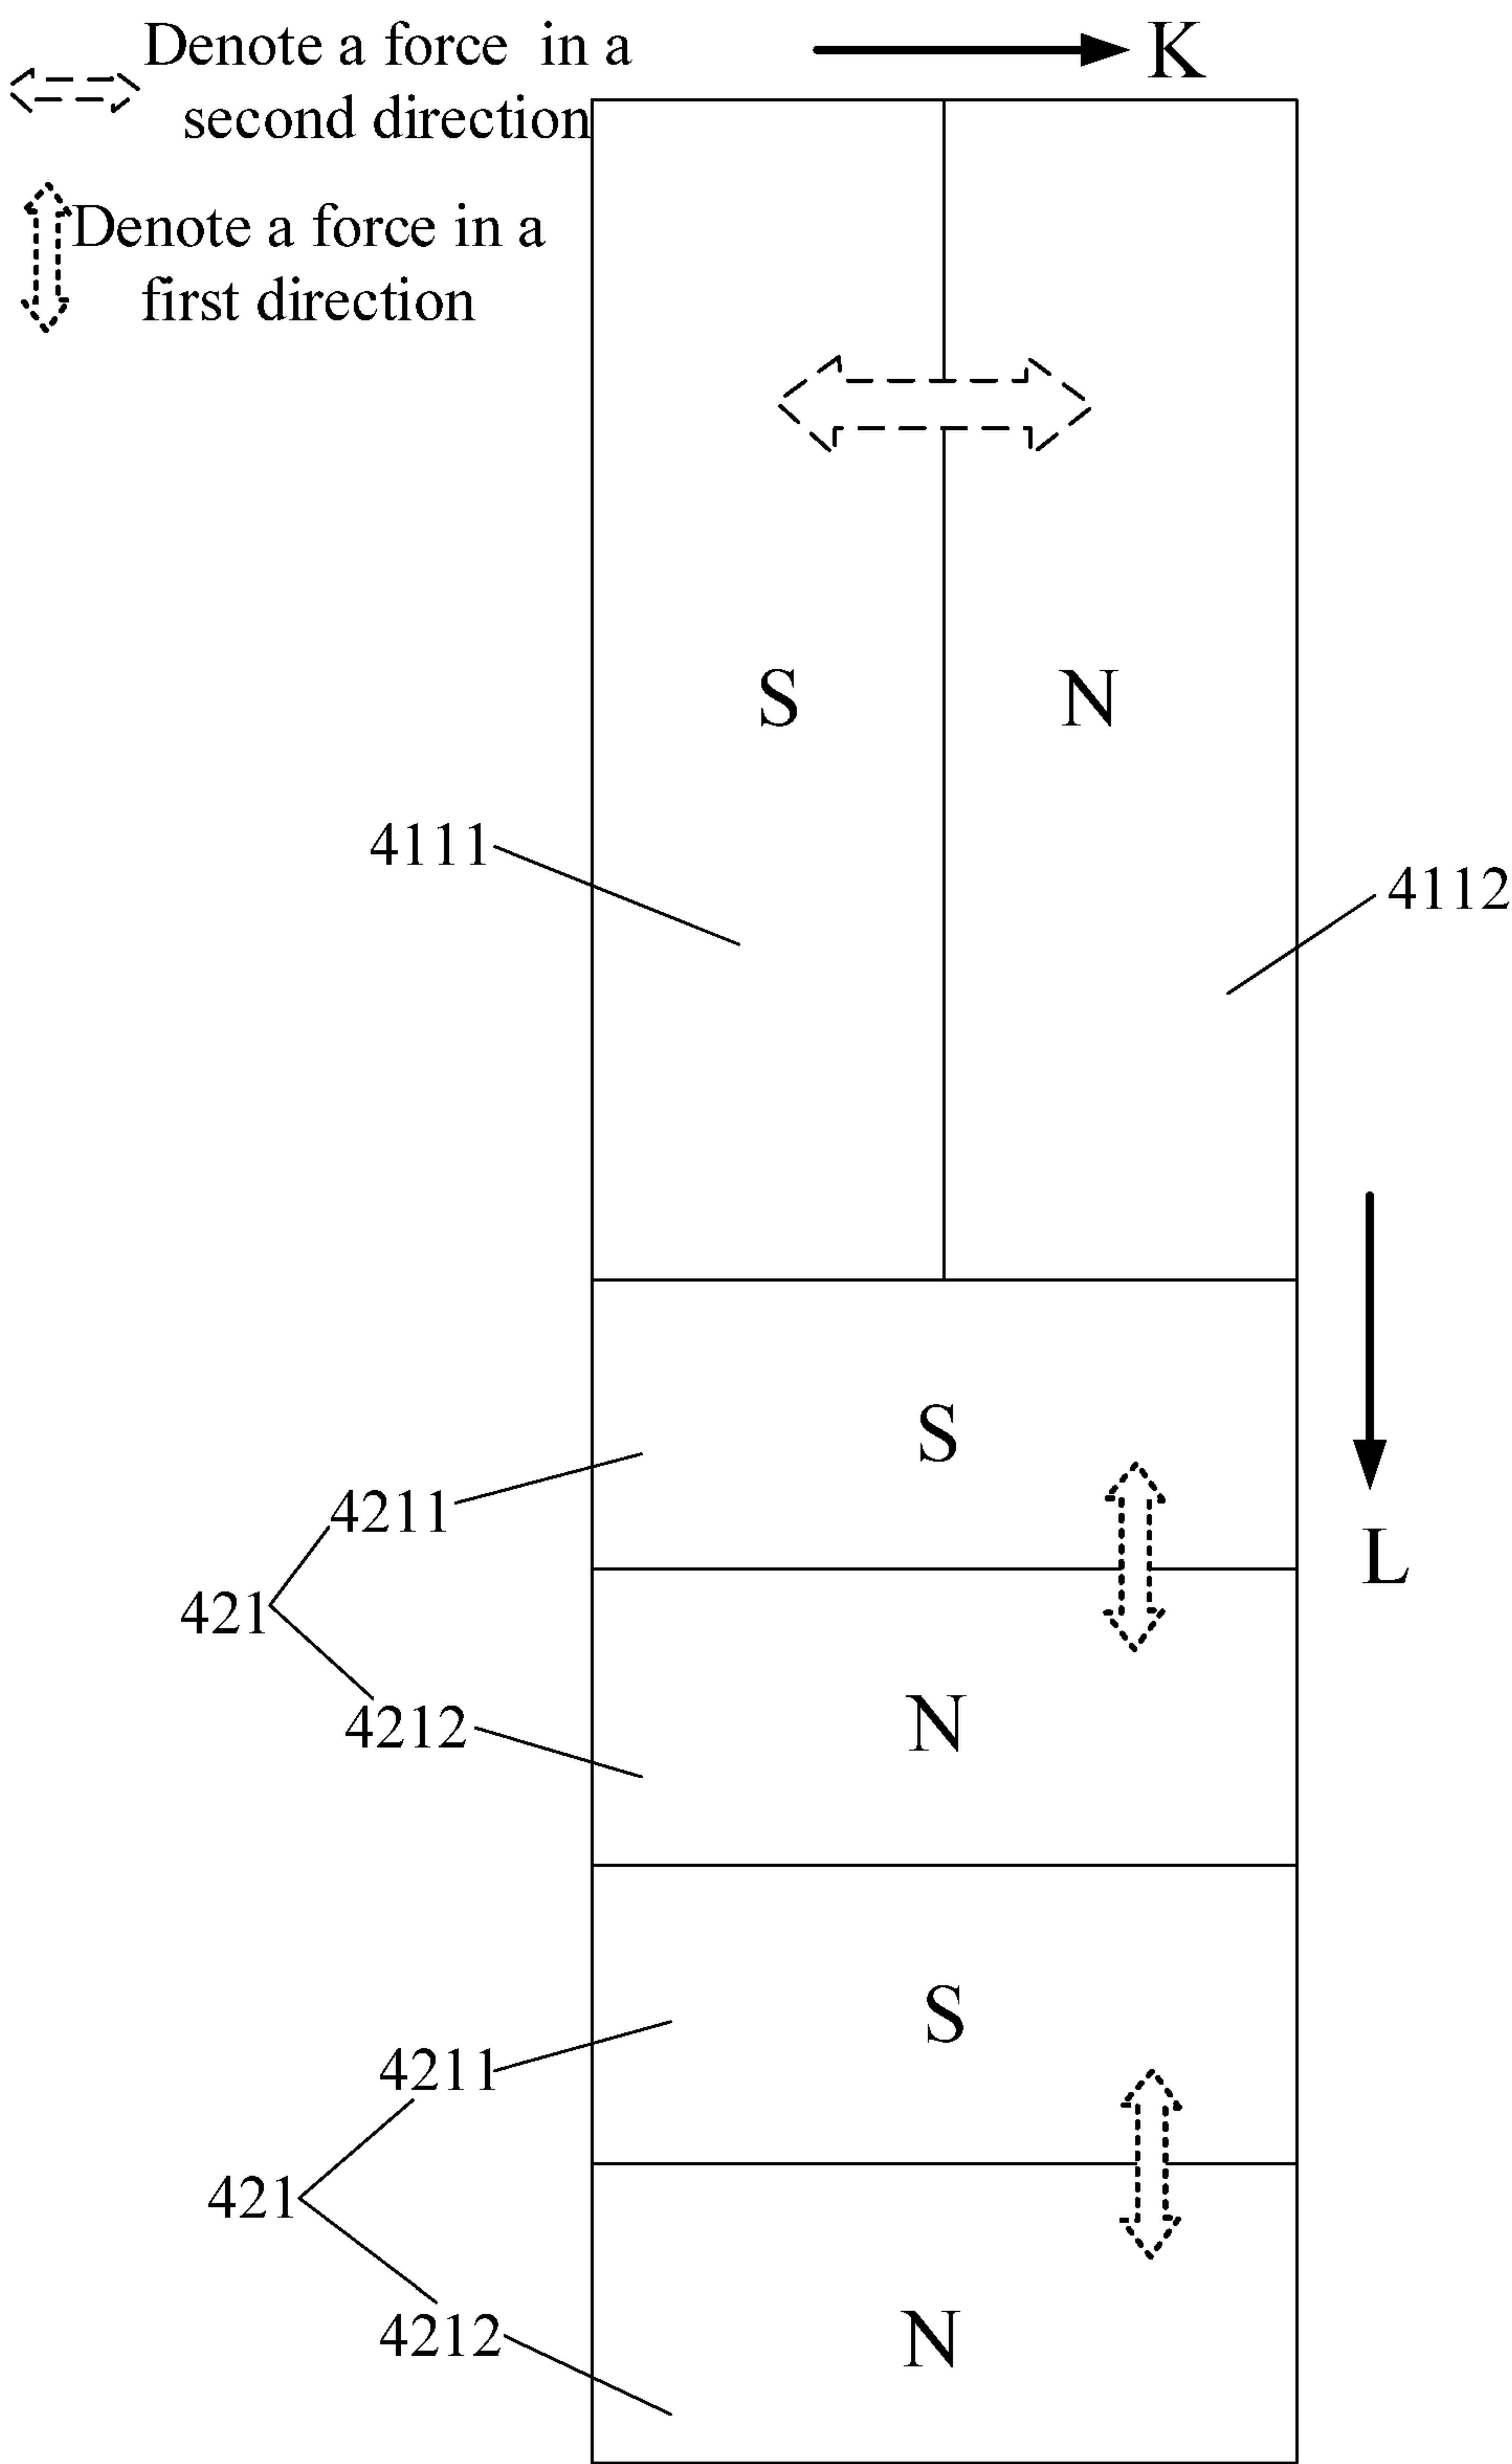 Denote a force in a
second direction
K
Denote a force in a
first direction
S
N
4111
4112
S
4211
L
421
4212
N
S
4211
421
4212
N